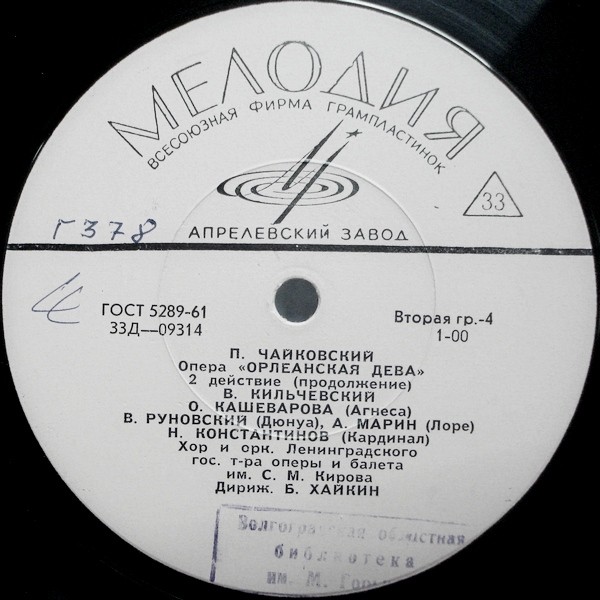 МЕЛОДИЯ
ВСЕСОЮЗНАЯ ФИРМА ГРАМПЛАСТИНОК
33
АПРЕЛЕВСКИЙ ЗАВОД
Г378
ГОСТ 5289-61
33Д—09314
Вторая гр.-4
1-00
П. ЧАЙКОВСКИЙ
Опера «ОРЛЕАНСКАЯ ДЕВА»
2 действие (продолжение)
В. КИЛЬЧЕВСКИЙ
О. КАШЕВАРОВА (Агнеса)
В. РУНОВСКИЙ (Дюнуа), А. МАРИН (Лоре)
Н. КОНСТАНТИНОВ (Кардинал)
Хор и орк. Ленинградского
гос. т-ра оперы и балета
им. С. М. Кирова
Дириж. Б. ХАЙКИН
Волгоградская областная
библиотека
им. М.